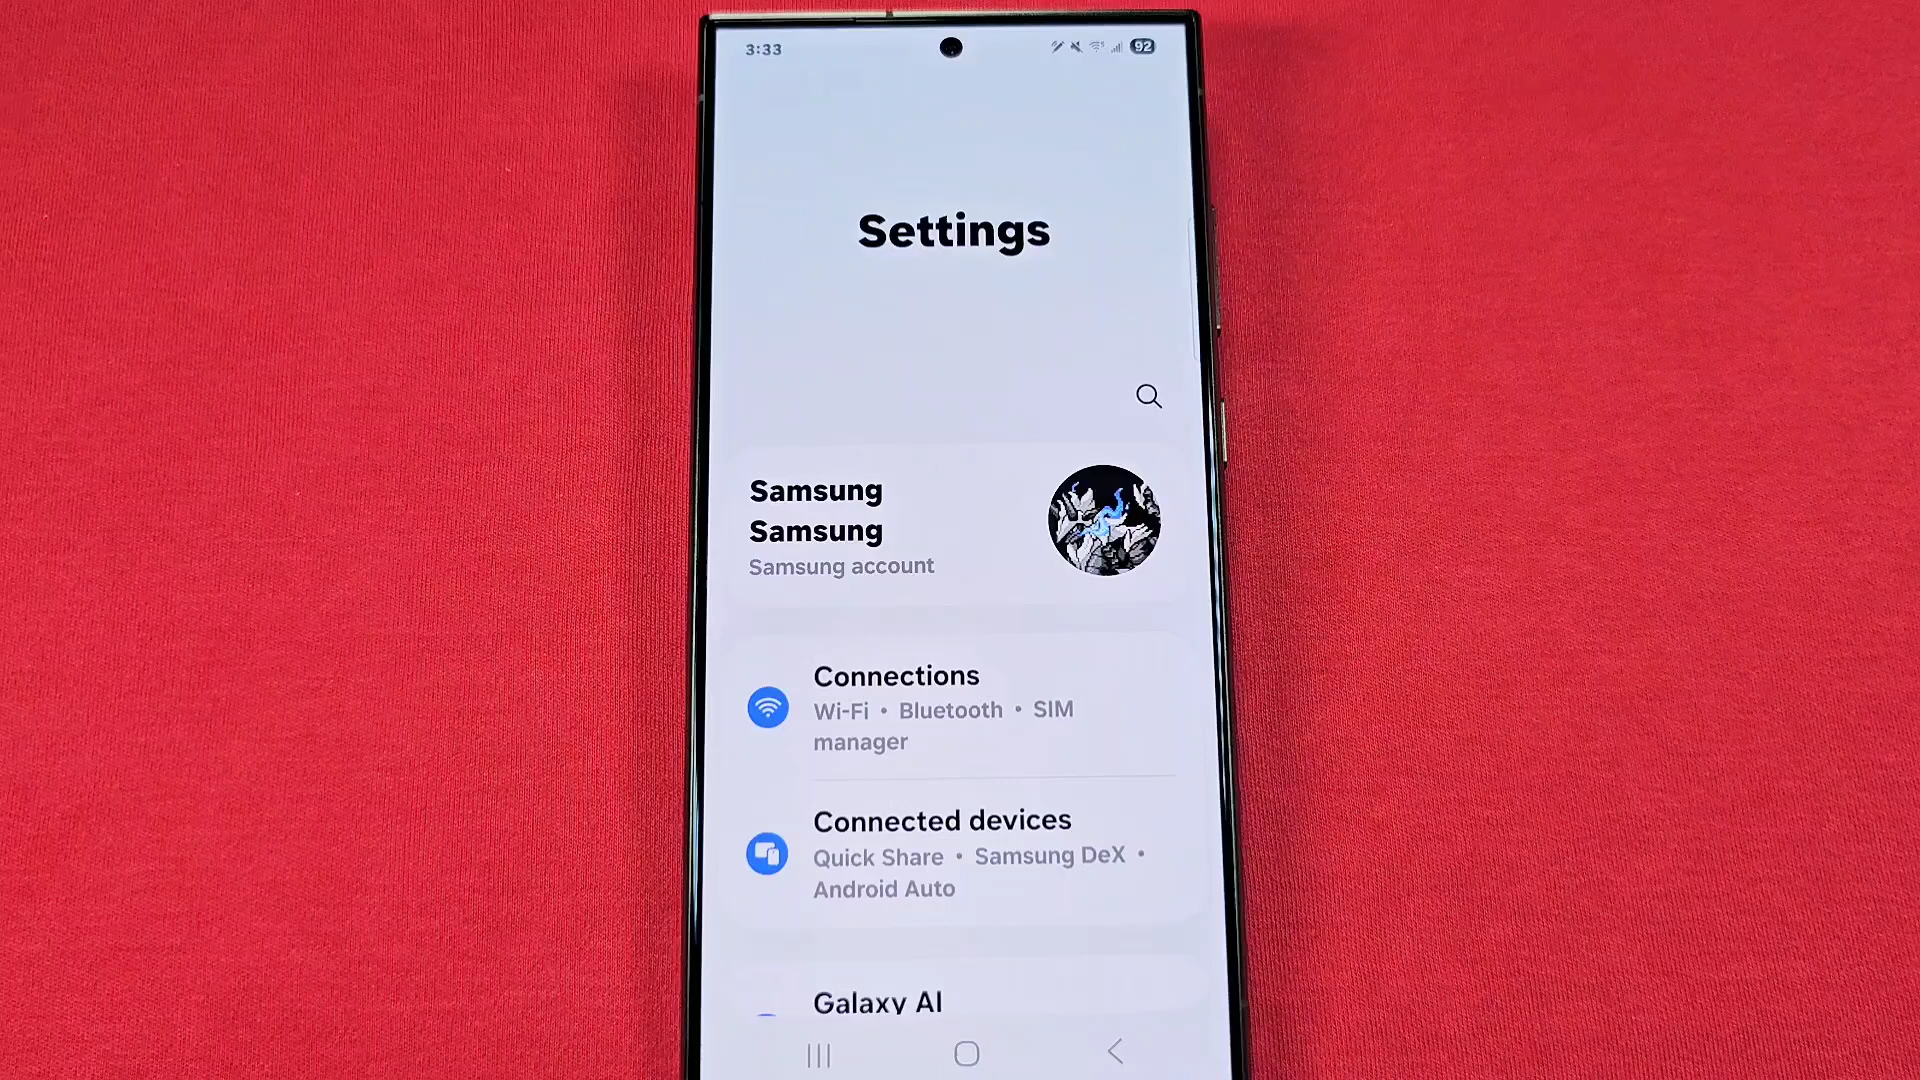 3:33
92
Settings
Samsung
Samsung
Samsung account
Connections
Wi-Fi • Bluetooth • SIM
manager
Connected devices
Quick Share • Samsung DeX •
Android Auto
Galaxy AI